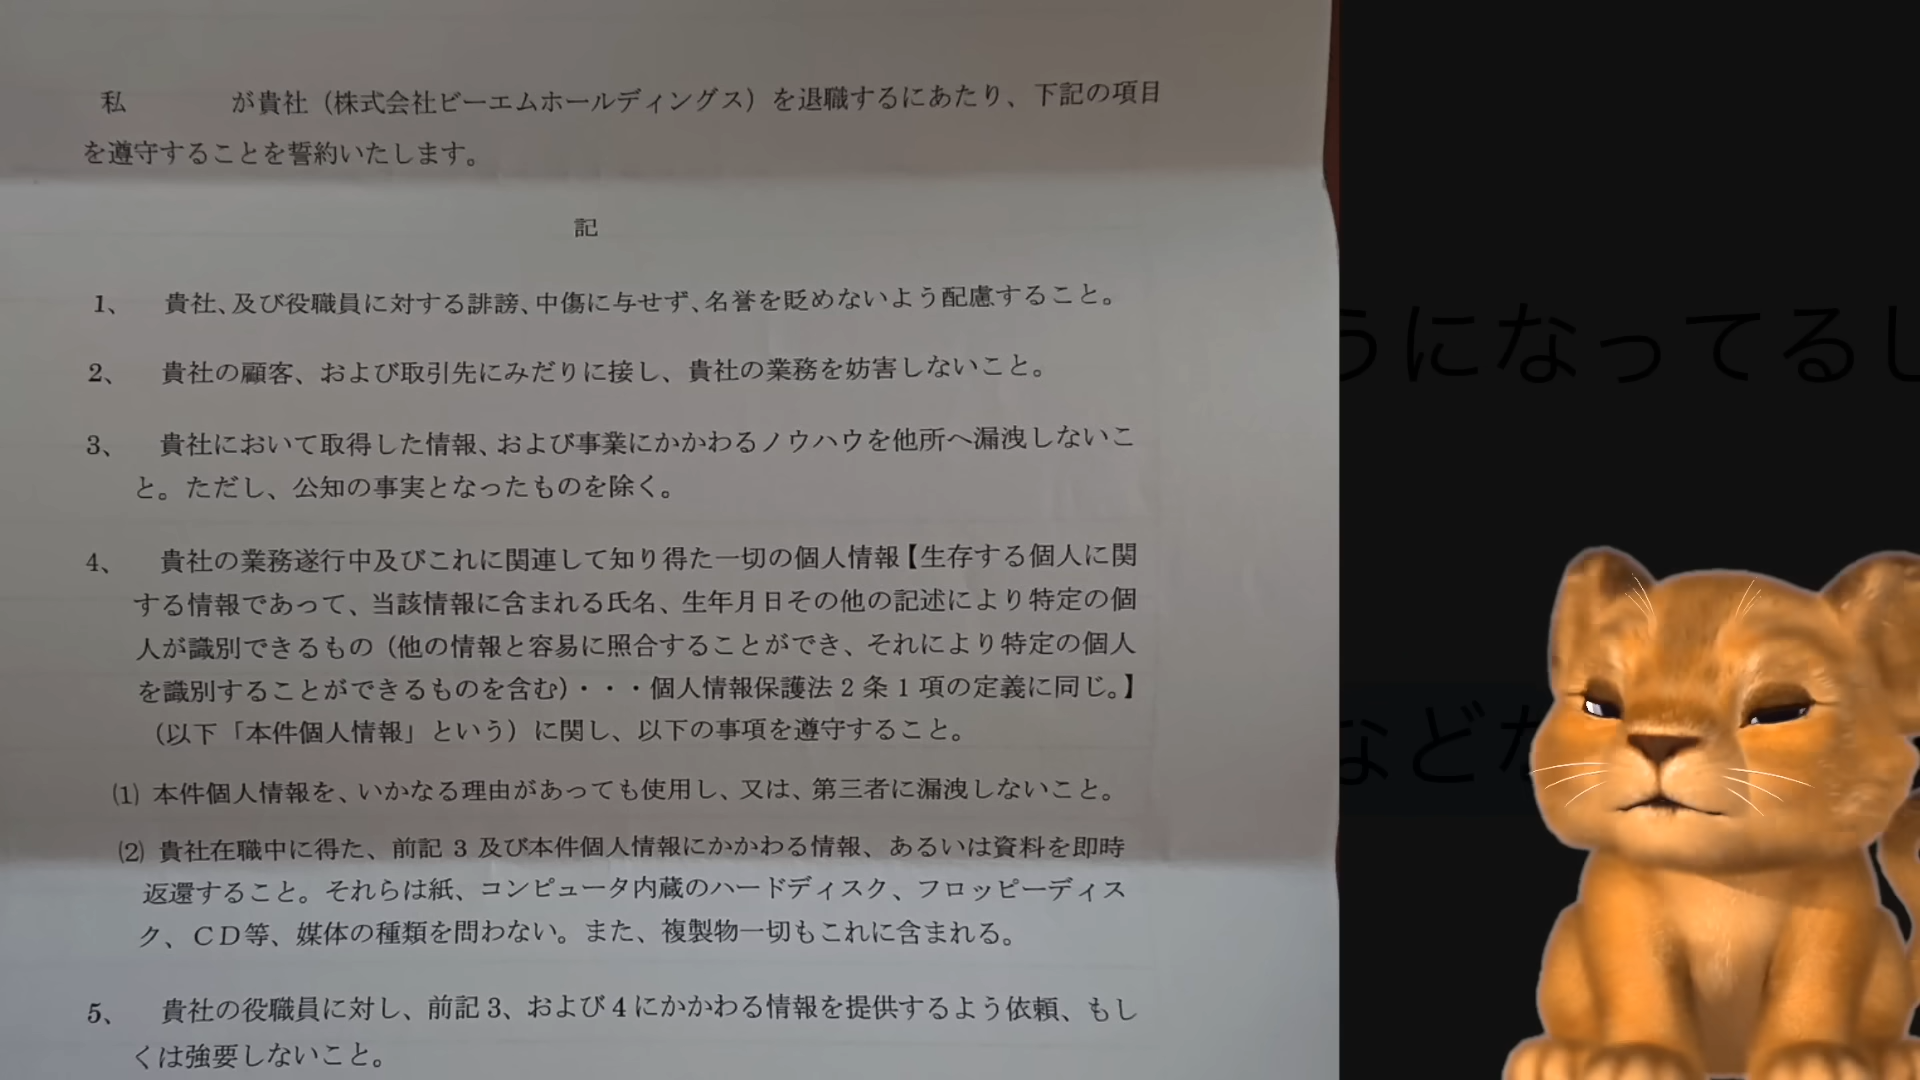 私　　　　が貴社（株式会社ビーエムホールディングス）を退職するにあたり、下記の項目
を遵守することを誓約いたします。
記
1、　貴社、及び役職員に対する誹謗、中傷に与せず、名誉を貶めないよう配慮すること。
2、　貴社の顧客、および取引先にみだりに接し、貴社の業務を妨害しないこと。
3、　貴社において取得した情報、および事業にかかわるノウハウを他所へ漏洩しないこ
と。ただし、公知の事実となったものを除く。
4、　貴社の業務遂行中及びこれに関連して知り得た一切の個人情報【生存する個人に関
する情報であって、当該情報に含まれる氏名、生年月日その他の記述により特定の個
人が識別できるもの（他の情報と容易に照合することができ、それにより特定の個人
を識別することができるものを含む）・・・個人情報保護法２条１項の定義に同じ。】
（以下「本件個人情報」という）に関し、以下の事項を遵守すること。
⑴ 本件個人情報を、いかなる理由があっても使用し、又は、第三者に漏洩しないこと。
⑵ 貴社在職中に得た、前記 3 及び本件個人情報にかかわる情報、あるいは資料を即時
返還すること。それらは紙、コンピュータ内蔵のハードディスク、フロッピーディス
ク、ＣＤ等、媒体の種類を問わない。また、複製物一切もこれに含まれる。
5、　貴社の役職員に対し、前記 3、および 4 にかかわる情報を提供するよう依頼、もし
くは強要しないこと。
うになってるし
などな